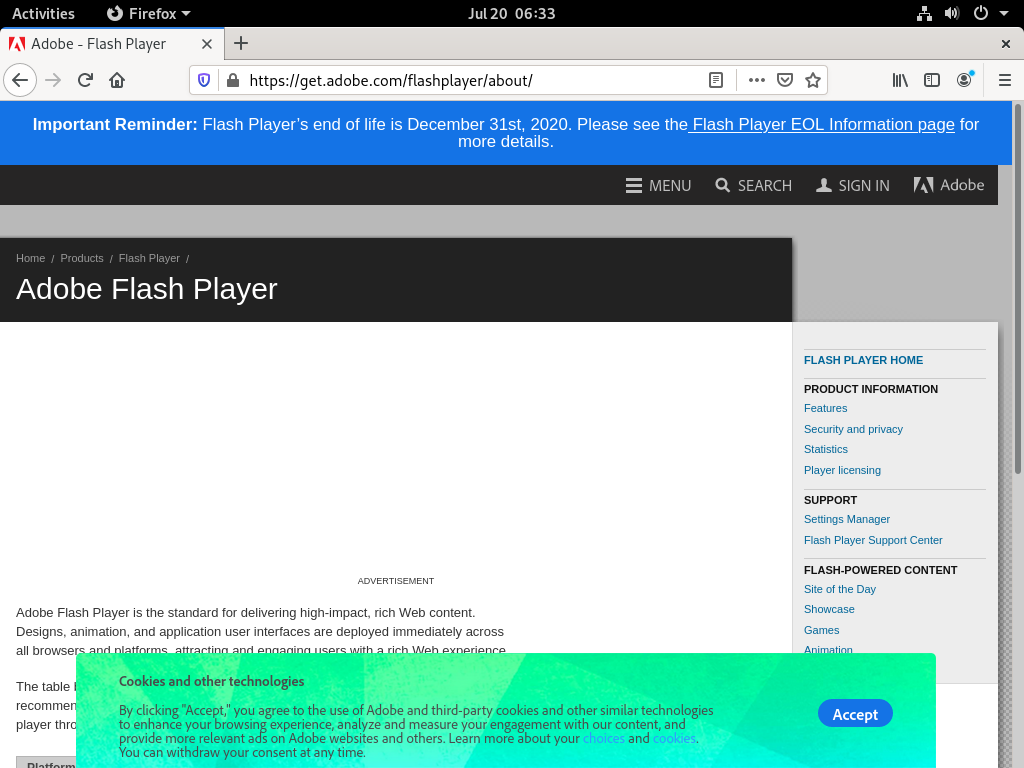 Activities
Firefox
Jul 20 06:33
Adobe - Flash Player
https://get.adobe.com/flashplayer/about/
Important Reminder: Flash Player’s end of life is December 31st, 2020. Please see the Flash Player EOL Information page for
more details.
MENU
SEARCH
SIGN IN
Adobe
Home / Products / Flash Player /
Adobe Flash Player
FLASH PLAYER HOME
PRODUCT INFORMATION
Features
Security and privacy
Statistics
Player licensing
SUPPORT
Settings Manager
Flash Player Support Center
FLASH-POWERED CONTENT
Site of the Day
Showcase
Games
Animation
ADVERTISEMENT
Adobe Flash Player is the standard for delivering high-impact, rich Web content.
Designs, animation, and application user interfaces are deployed immediately across
all browsers and platforms, attracting and engaging users with a rich Web experience
The table
recommen
player thro
Platform
Cookies and other technologies
By clicking "Accept," you agree to the use of Adobe and third-party cookies and other similar technologies
to enhance your browsing experience, analyze and measure your engagement with our content, and
provide more relevant ads on Adobe websites and others. Learn more about your choices and cookies.
You can withdraw your consent at any time.
Accept